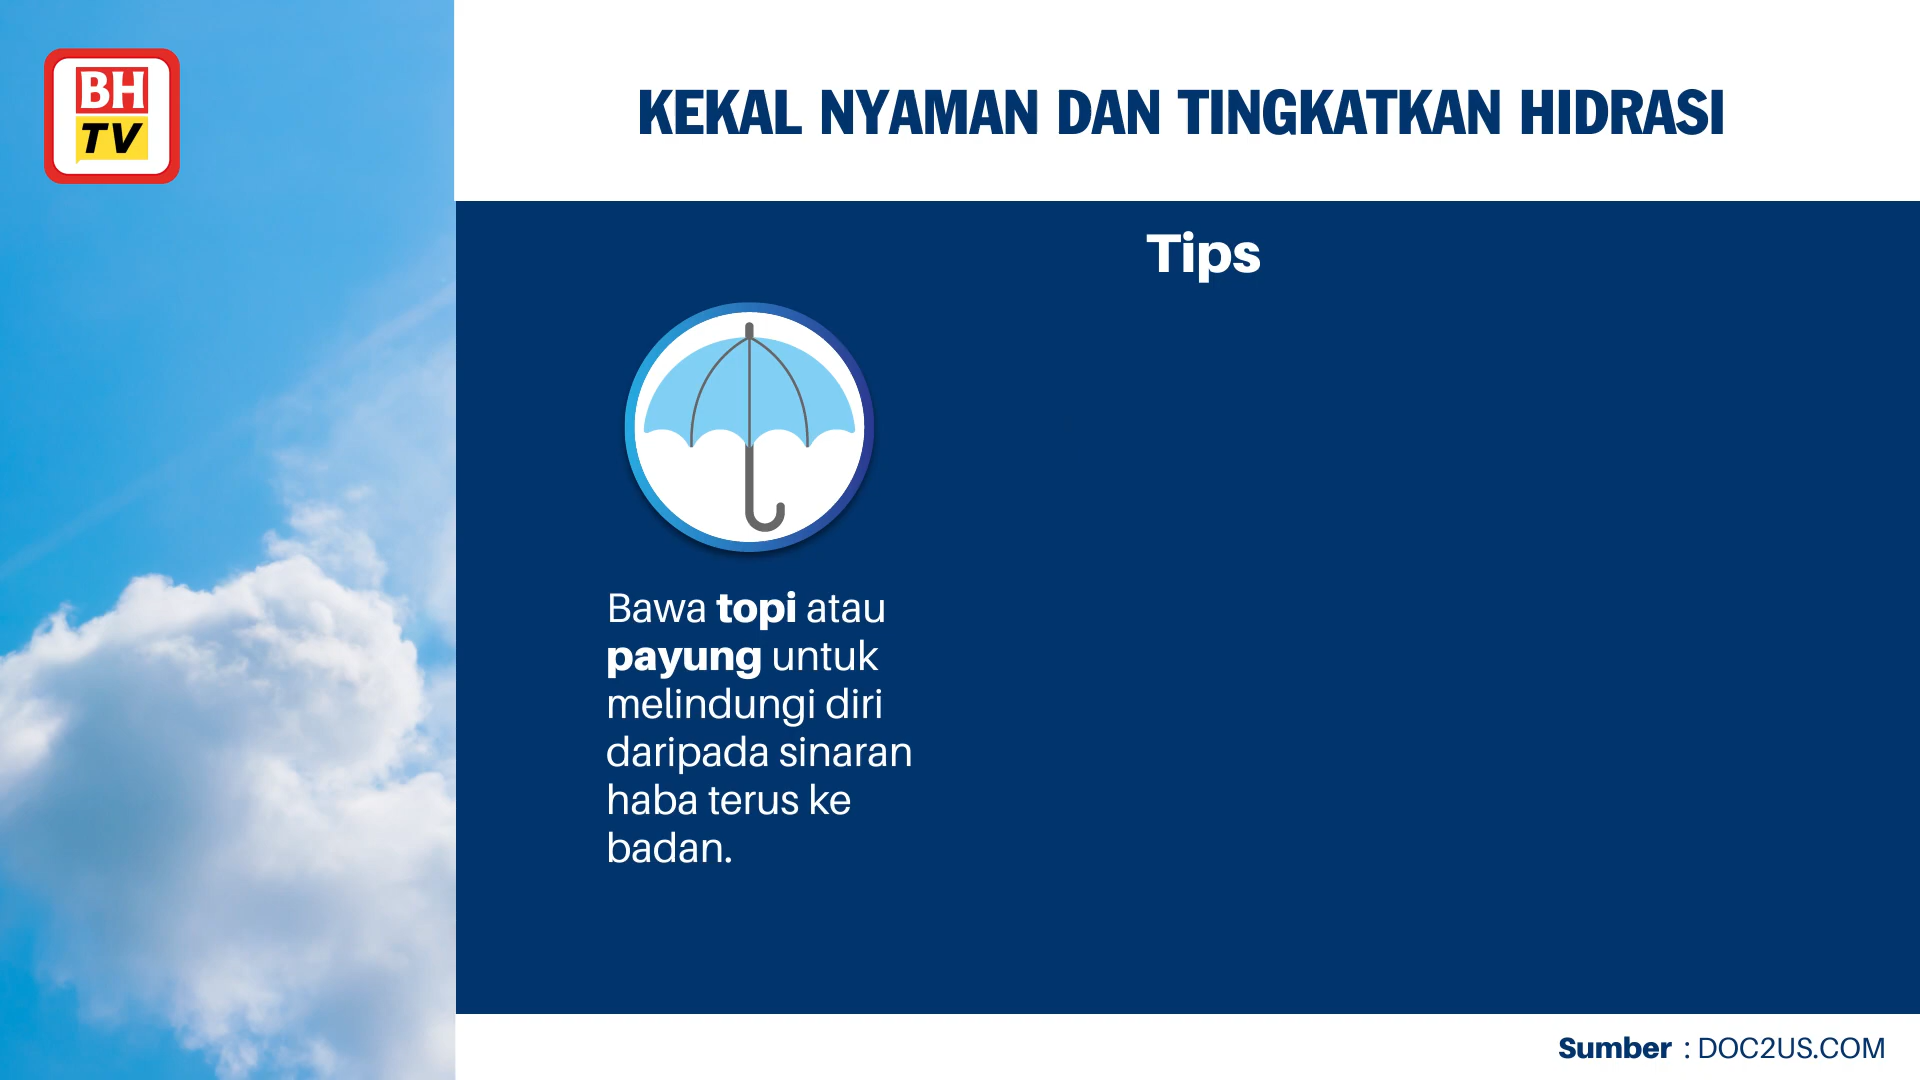 BH
TV
KEKAL NYAMAN DAN TINGKATKAN HIDRASI
Tips
Bawa topi atau
payung untuk
melindungi diri
daripada sinaran
haba terus ke
badan.
Sumber : DOC2US.COM